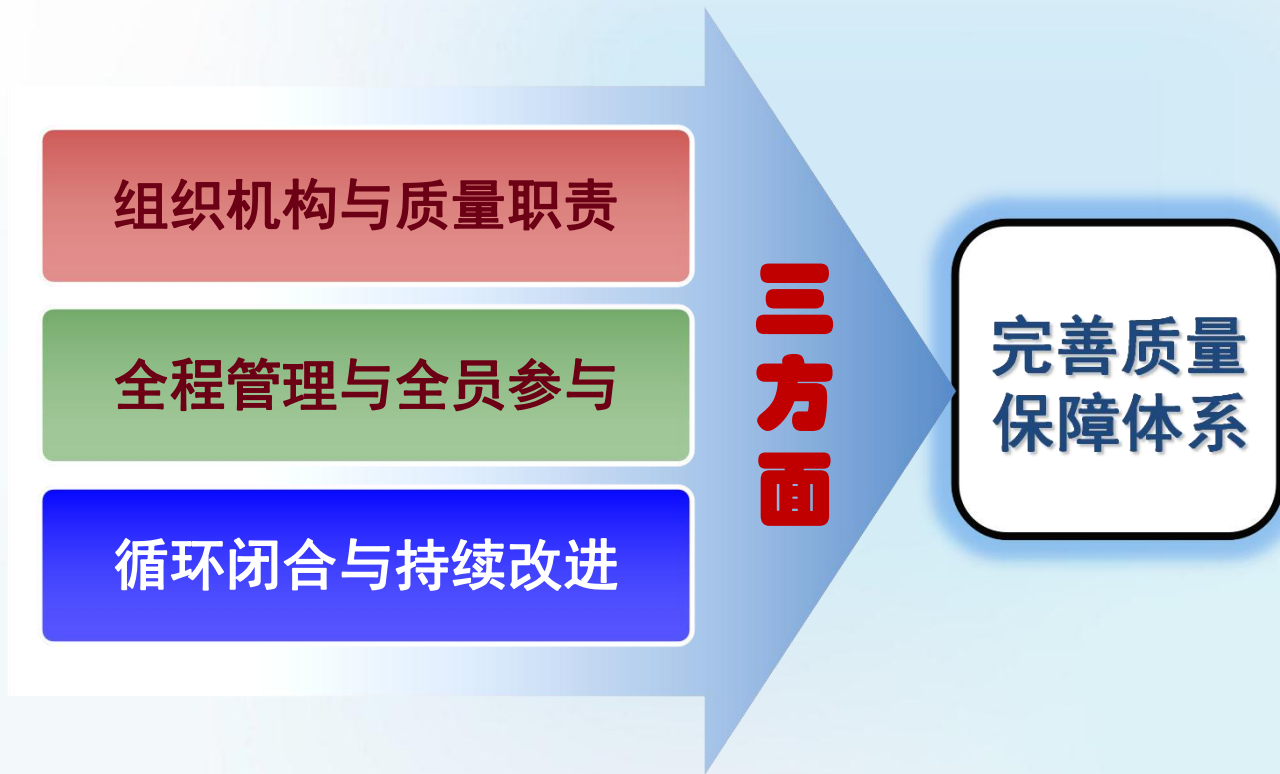 组织机构与质量职责
全程管理与全员参与
循环闭合与持续改进
三方面
完善质量
保障体系